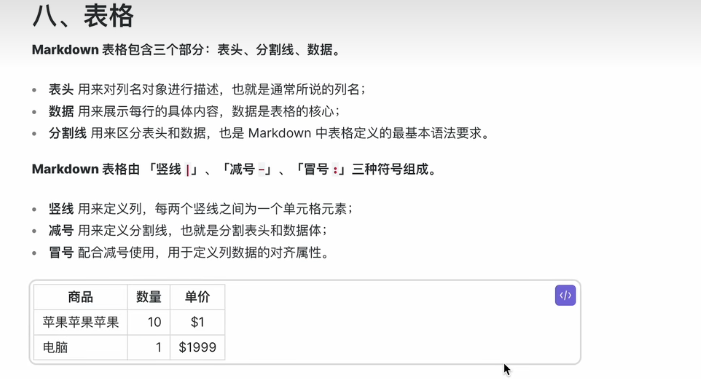 八、表格
Markdown 表格包含三个部分：表头、分割线、数据。
• 表头 用来对列名对象进行描述，也就是通常所说的列名；
• 数据 用来展示每行的具体内容，数据是表格的核心；
• 分割线 用来区分表头和数据，也是 Markdown 中表格定义的最基本语法要求。
Markdown 表格由 「竖线 |」、「减号 -」、「冒号 :」三种符号组成。
• 竖线 用来定义列，每两个竖线之间为一个单元格元素；
• 减号 用来定义分割线，也就是分割表头和数据体；
• 冒号 配合减号使用，用于定义列数据的对齐属性。
商品 数量 单价
苹果苹果苹果 10 $1
电脑 1 $1999